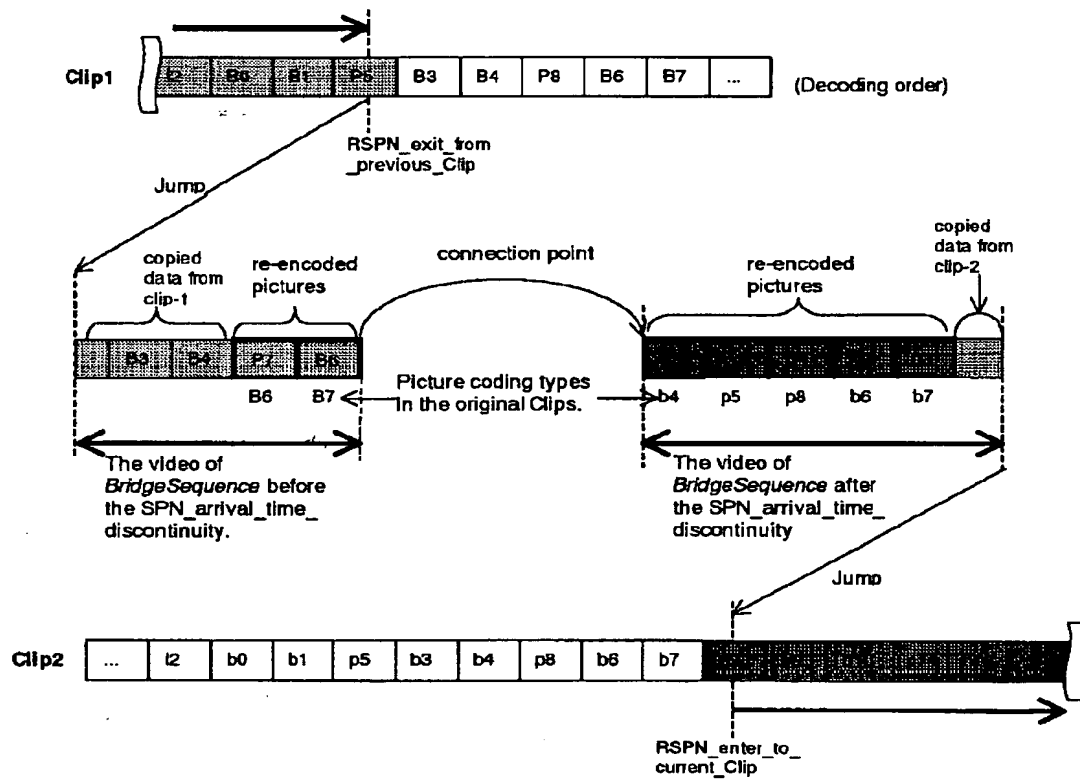 Clip1
I2 B0 B1 P5 B3 B4 P8 B6 B7 ...
(Decoding order)
RSPN_exit_from
_previous_Clip
Jump
copied
data from
clip-1
re-encoded
pictures
connection point
re-encoded
pictures
copied
data from
clip-2
B3 B4 P7 B6
B6 B7
Picture coding types
in the original Clips.
b4 p5 p8 b6 b7
The video of
BridgeSequence before
the SPN_arrival_time_
discontinuity.
The video of
BridgeSequence after
the SPN_arrival_time_
discontinuity
Jump
Clip2
... I2 b0 b1 p5 b3 b4 p8 b6 b7
RSPN_enter_to_
current_Clip